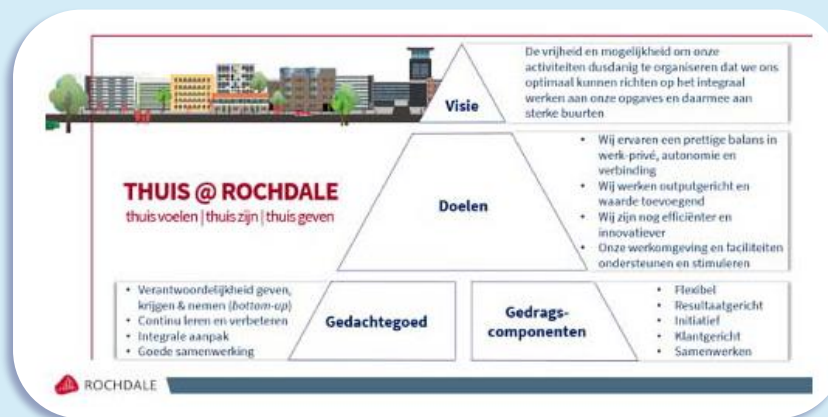 De vrijheid en mogelijkheid om onze
activiteiten dusdanig te organiseren dat we ons
optimaal kunnen richten op het integraal
werken aan onze opgaves en daarmee aan
sterke buurten
Visie
• Wij ervaren een prettige balans in
werk-privé, autonomie en
verbinding
• Wij werken outputgericht en
waarde toevoegend
• Wij zijn nog efficiënter en
innovatiever
• Onze werkomgeving en faciliteiten
ondersteunen en stimuleren
Doelen
THUIS @ ROCHDALE
thuis voelen | thuis zijn | thuis geven
• Verantwoordelijkheid geven,
krijgen & nemen (bottom-up)
• Continu leren en verbeteren
• Integrale aanpak
• Goede samenwerking
Gedachtegoed
Gedrags-
componenten
• Flexibel
• Resultaatgericht
• Initiatief
• Klantgericht
• Samenwerken
ROCHDALE